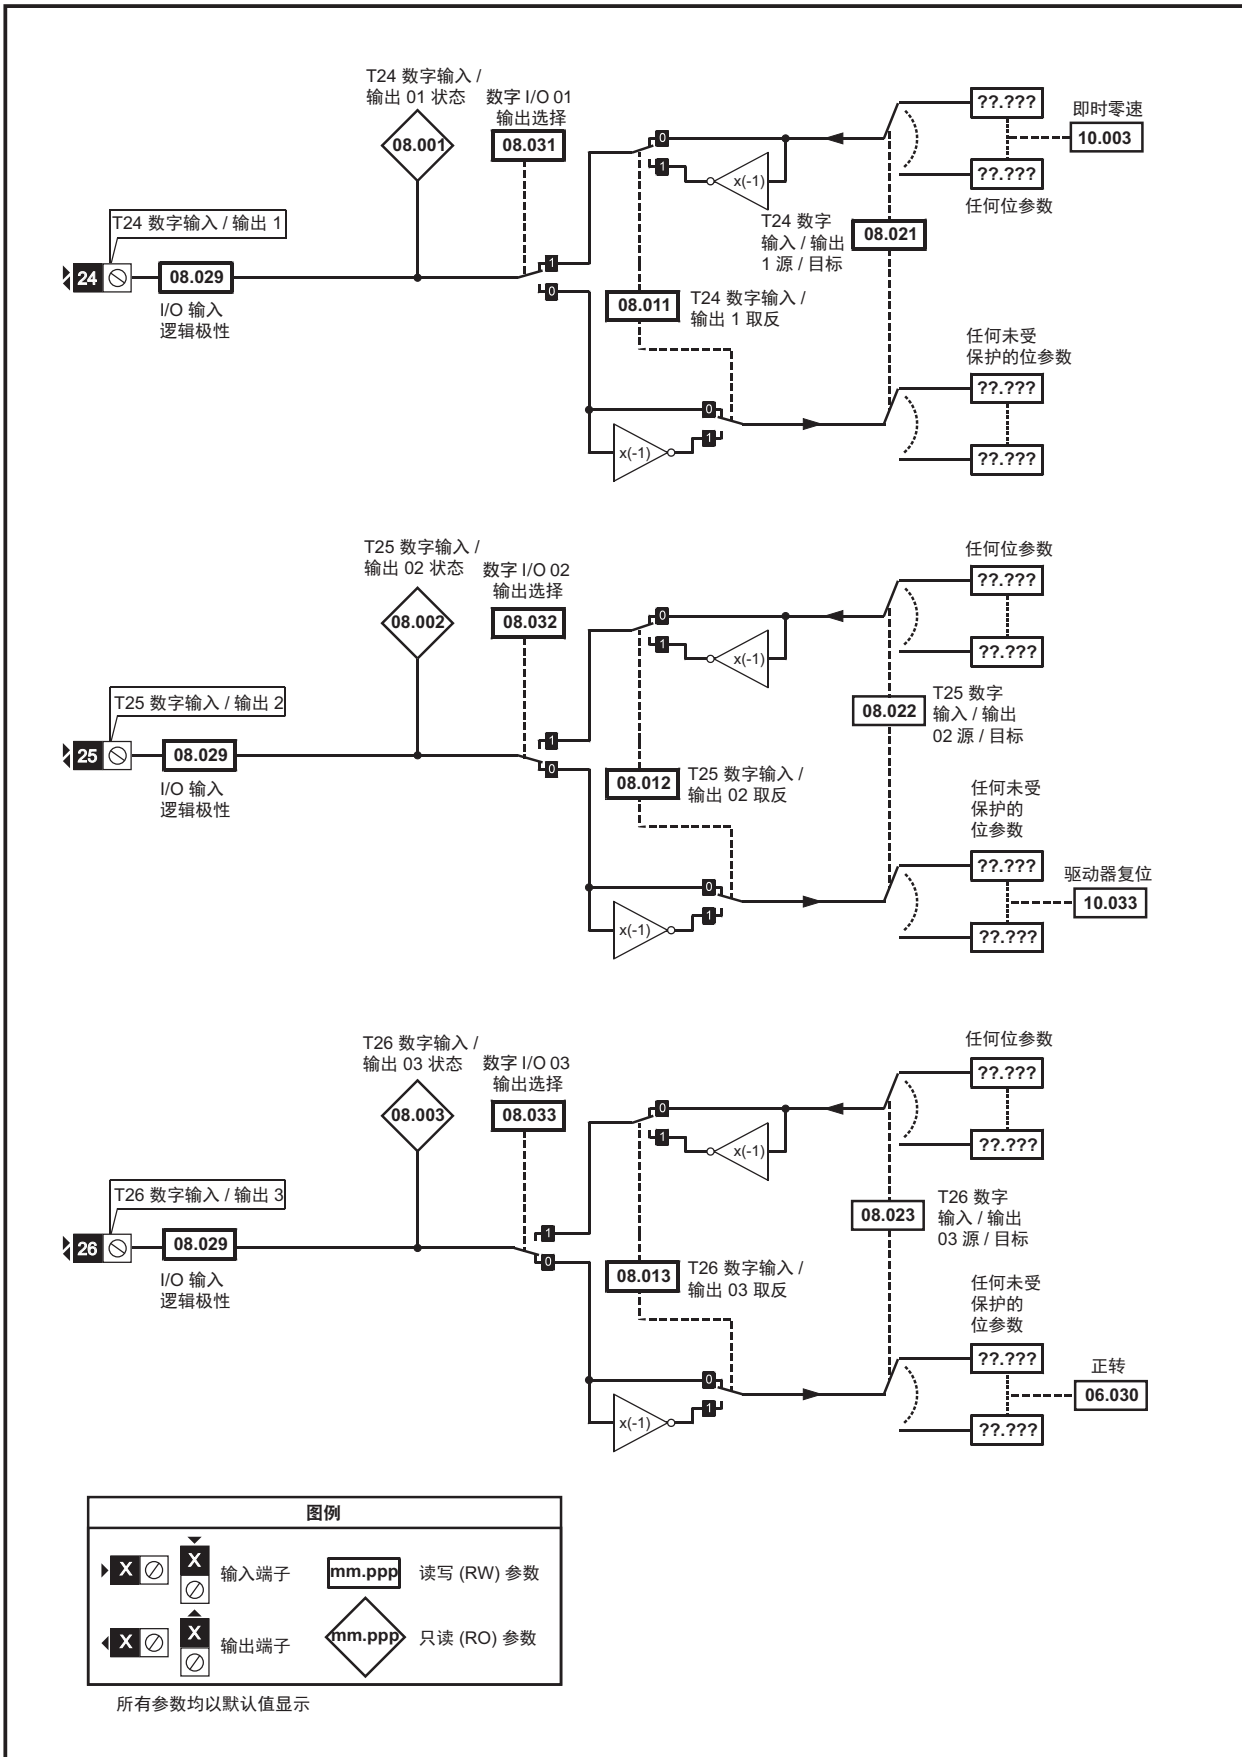 T24 数字输入 /
输出 01 状态
数字 I/O 01
输出选择
08.001
08.031
0
1
x(-1)
??.???
即时零速
10.003
??.???
任何位参数
T24 数字输入 / 输出 1
24
08.029
I/O 输入
逻辑极性
1
0
T24 数字
输入 / 输出
1 源 / 目标
08.021
08.011
T24 数字输入 /
输出 1 取反
任何未受
保护的位参数
??.???
??.???
0
1
x(-1)
T25 数字输入 /
输出 02 状态
数字 I/O 02
输出选择
08.002
08.032
0
1
x(-1)
任何位参数
??.???
??.???
T25 数字输入 / 输出 2
25
08.029
I/O 输入
逻辑极性
1
0
08.022
T25 数字
输入 / 输出
02 源 / 目标
08.012
T25 数字输入 /
输出 02 取反
任何未受
保护的
位参数
??.???
驱动器复位
10.033
??.???
0
1
x(-1)
T26 数字输入 /
输出 03 状态
数字 I/O 03
输出选择
08.003
08.033
0
1
x(-1)
任何位参数
??.???
??.???
T26 数字输入 / 输出 3
26
08.029
I/O 输入
逻辑极性
1
0
08.023
T26 数字
输入 / 输出
03 源 / 目标
08.013
T26 数字输入 /
输出 03 取反
任何未受
保护的
位参数
??.???
正转
06.030
??.???
0
1
x(-1)
图例
X
X
输入端子
mm.ppp
读写 (RW) 参数
X
X
输出端子
mm.ppp
只读 (RO) 参数
所有参数均以默认值显示